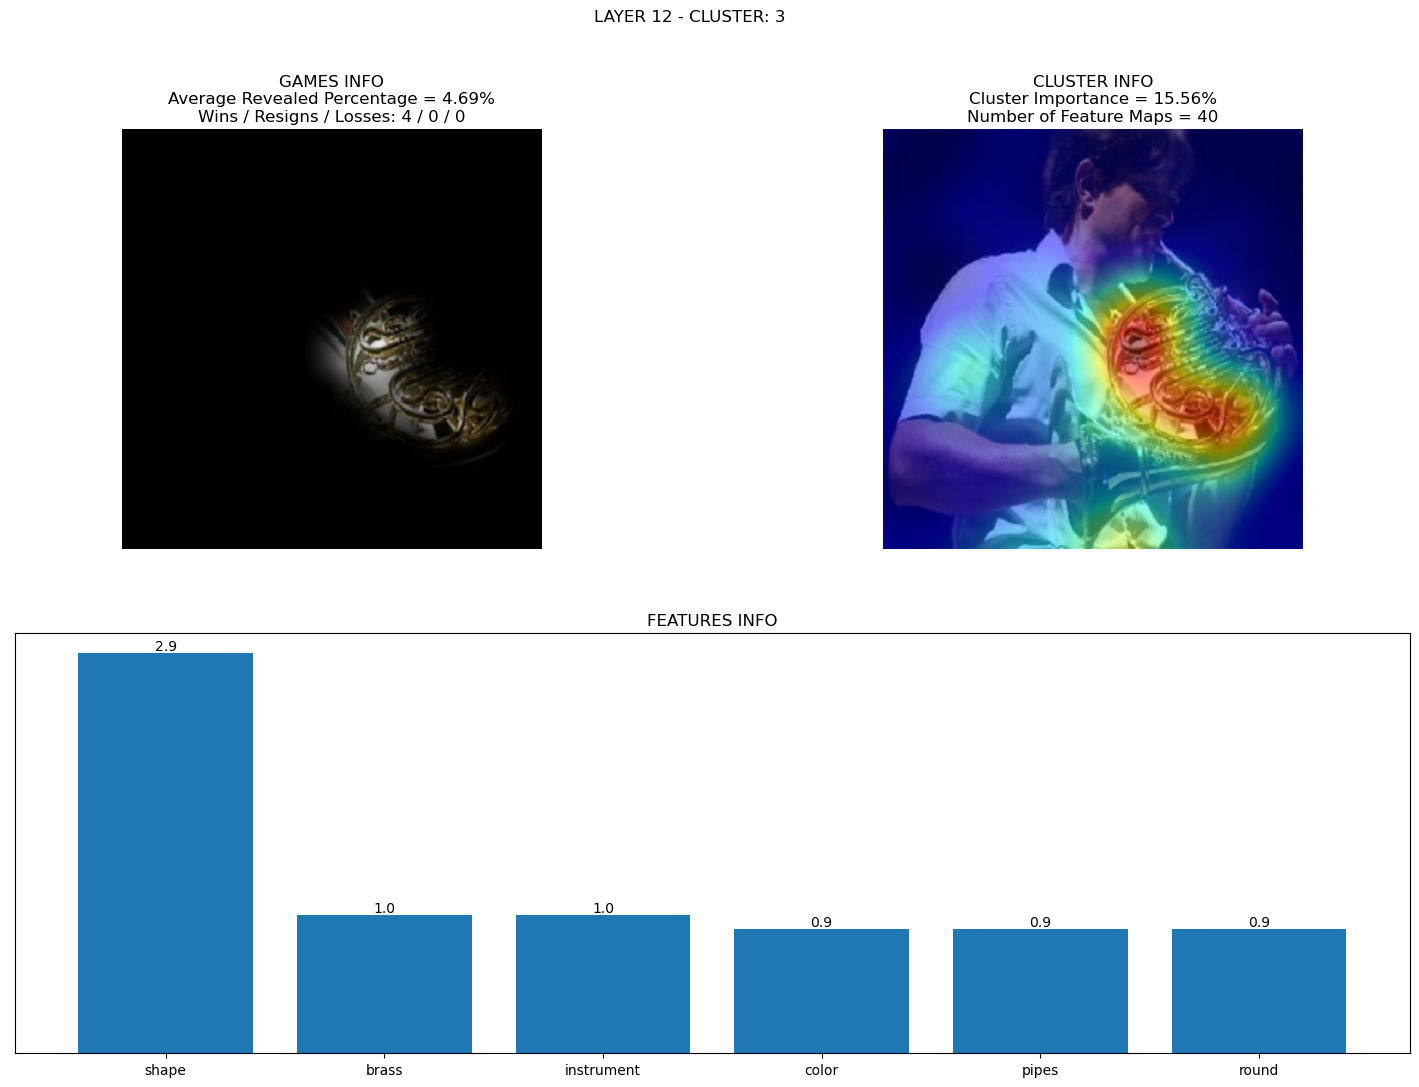 LAYER 12 - CLUSTER: 3
GAMES INFO
Average Revealed Percentage = 4.69%
Wins / Resigns / Losses: 4 / 0 / 0
CLUSTER INFO
Cluster Importance = 15.56%
Number of Feature Maps = 40
FEATURES INFO
2.9
1.0
1.0
0.9
0.9
0.9
shape
brass
instrument
color
pipes
round